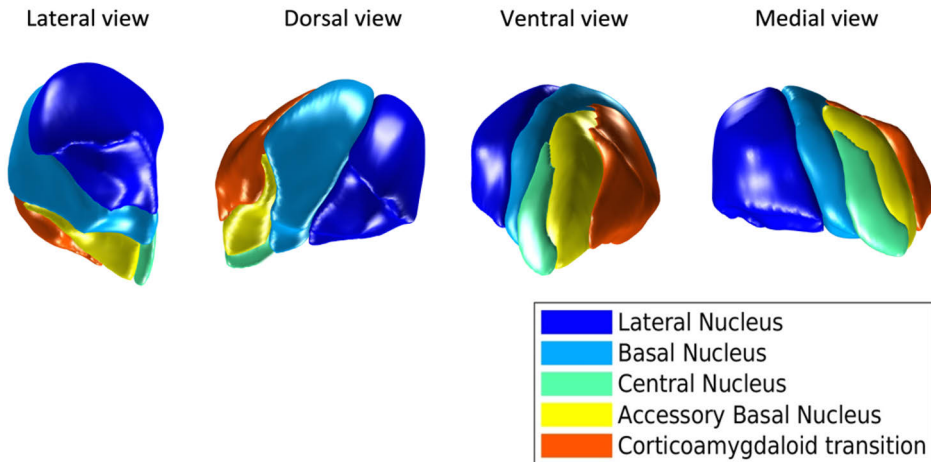 Lateral view
Dorsal view
Ventral view
Medial view
Lateral Nucleus
Basal Nucleus
Central Nucleus
Accessory Basal Nucleus
Corticoamygdaloid transition